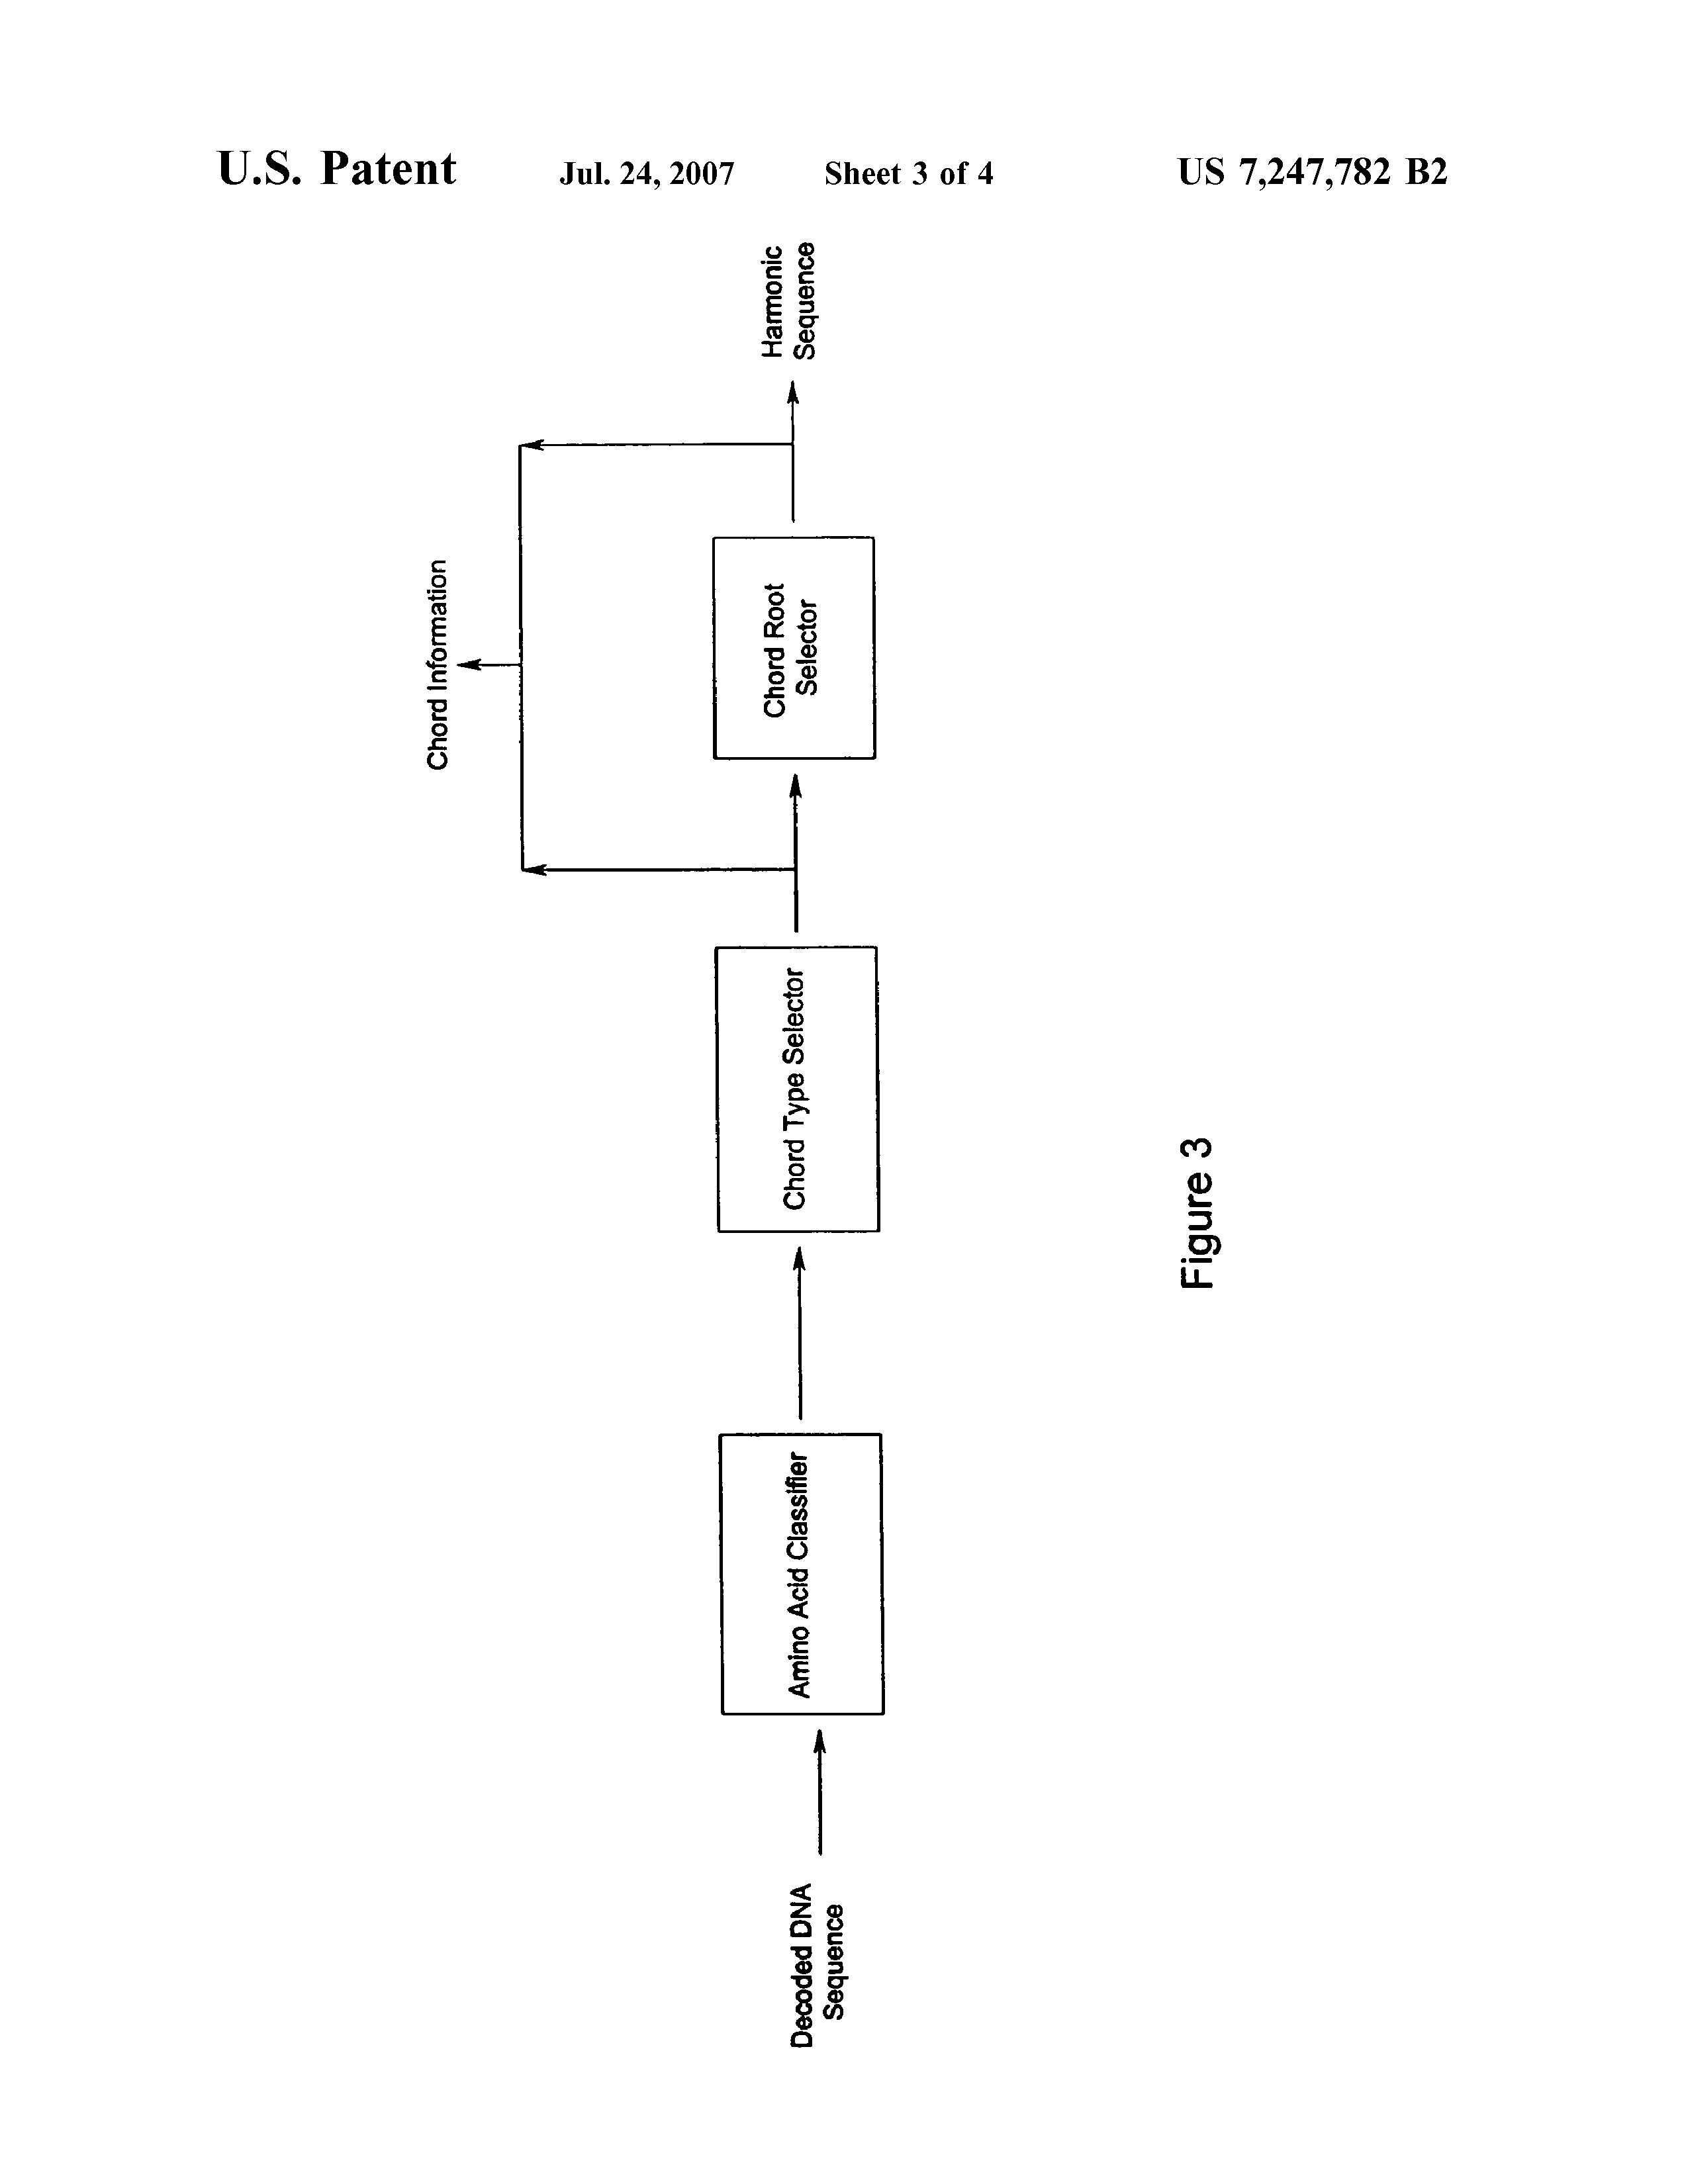 U.S. Patent Jul. 24, 2007 Sheet 3 of 4 US 7,247,782 B2
Decoded DNA
Sequence
Amino Acid Classifier
Chord Type Selector
Chord Root
Selector
Chord Information
Harmonic
Sequence
Figure 3